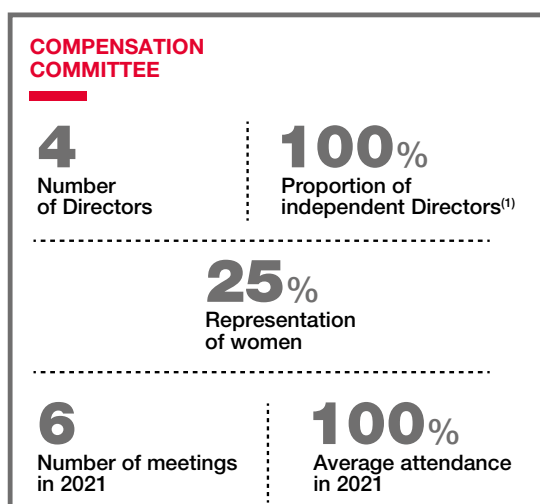 COMPENSATION
COMMITTEE
4
Number
of Directors
100%
Proportion of
independent Directors(1)
25%
Representation
of women
6
Number of meetings
in 2021
100%
Average attendance
in 2021